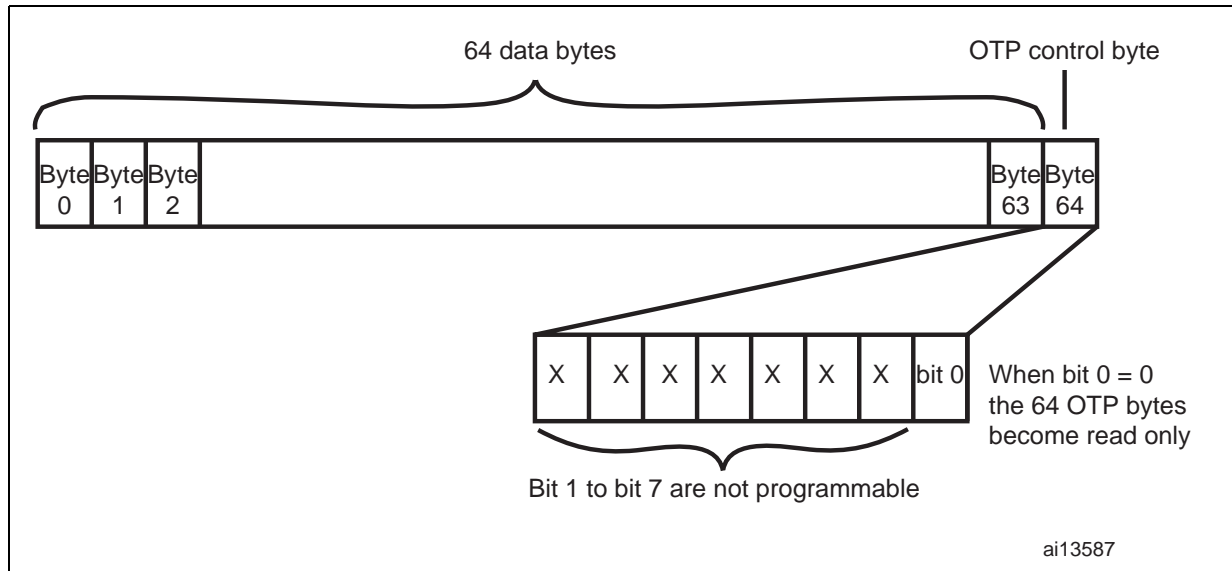 64 data bytes
OTP control byte
Byte Byte Byte Byte Byte
0 1 2 63 64
X X X X X X X bit 0
When bit 0 = 0
the 64 OTP bytes
become read only
Bit 1 to bit 7 are not programmable
ai13587